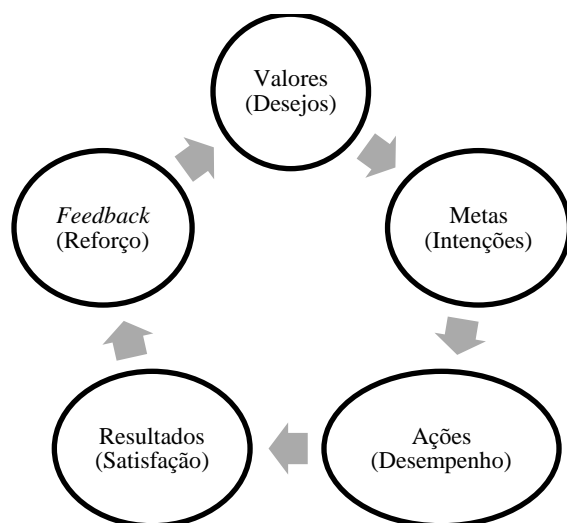 Valores
(Desejos)
Metas
(Intenções)
Ações
(Desempenho)
Resultados
(Satisfação)
Feedback
(Reforço)